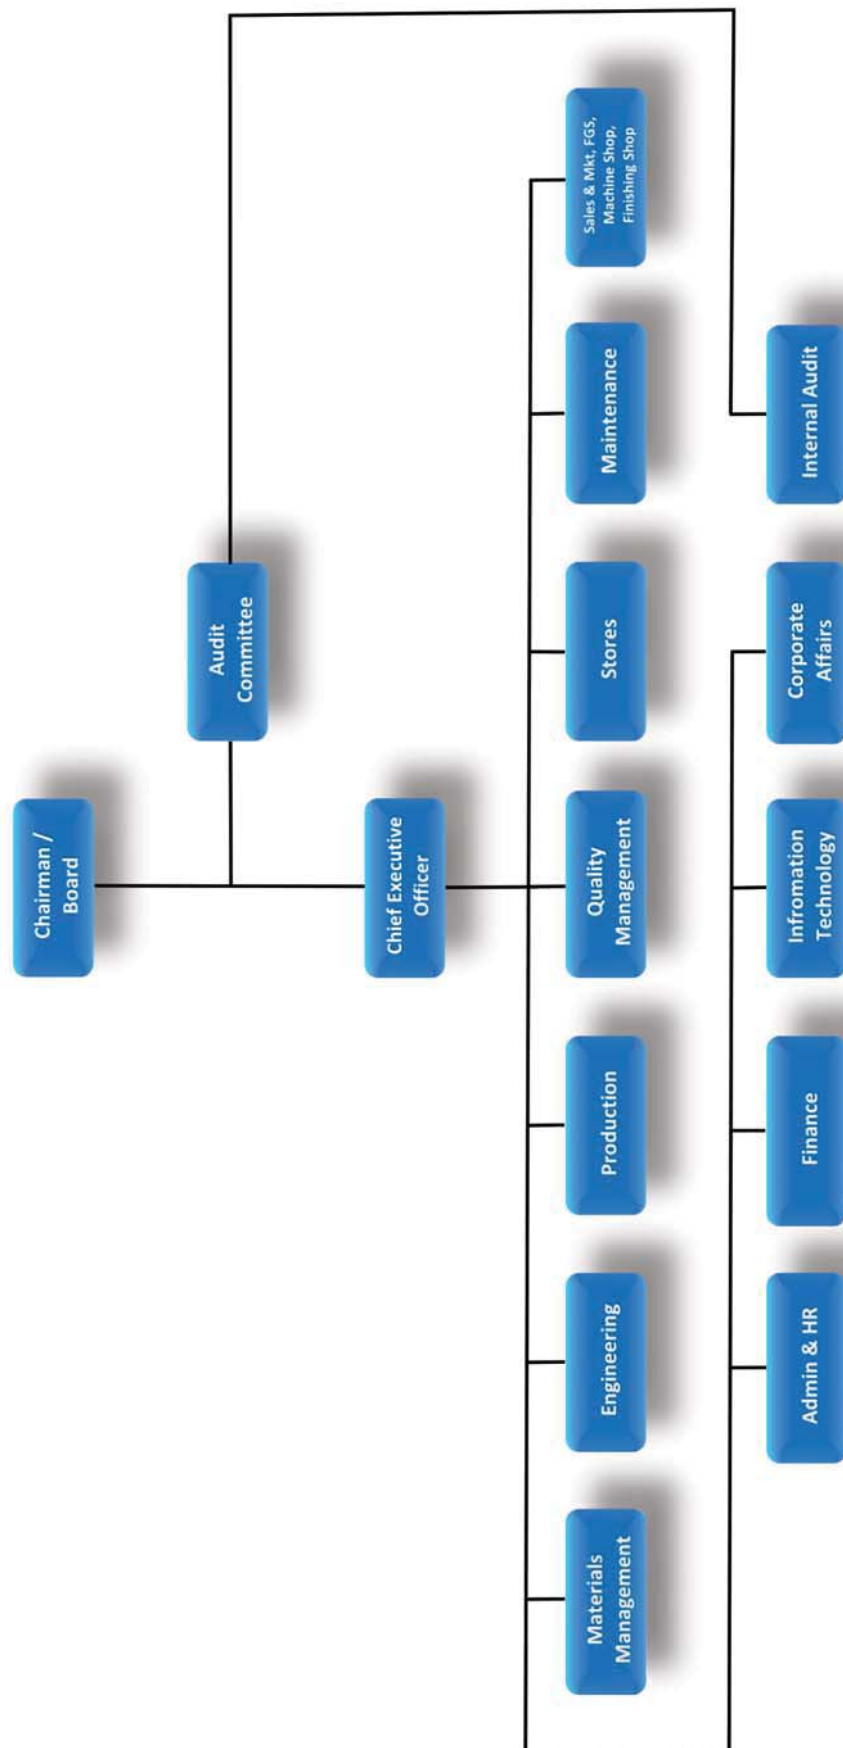 Chairman /
Board
Audit
Committee
Chief Executive
Officer
Materials
Management
Engineering
Production
Quality
Management
Stores
Maintenance
Sales & Mkt, FGS,
Machine Shop,
Finishing Shop
Admin & HR
Finance
Infromation
Technology
Corporate
Affairs
Internal Audit